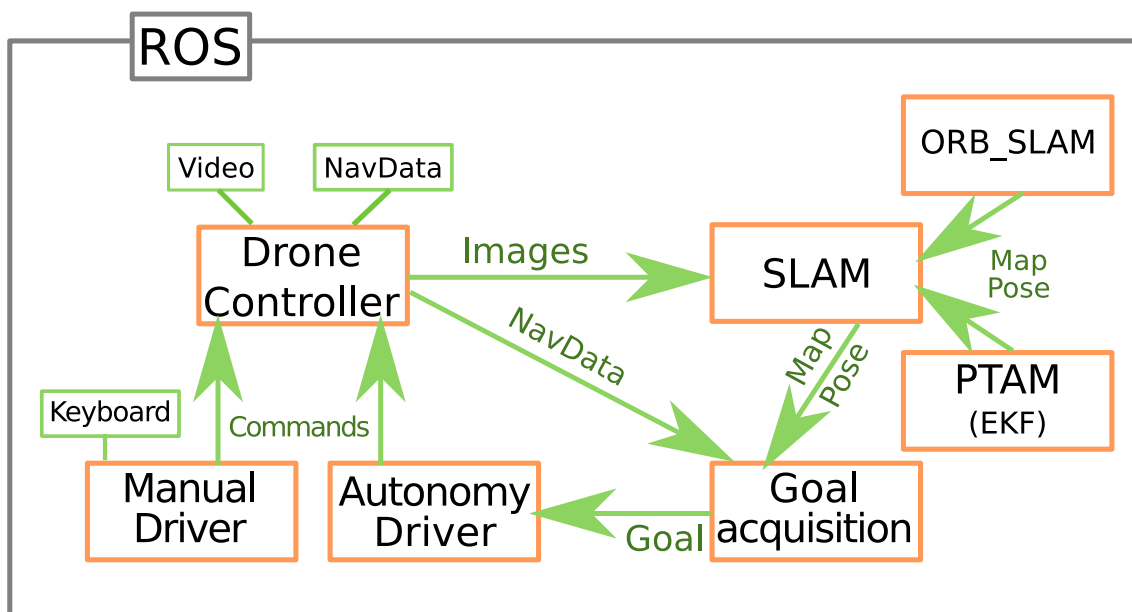 ROS
ORB_SLAM
Video
NavData
Drone
Controller
Images
SLAM
Map
Pose
NavData
Map
Pose
PTAM
(EKF)
Keyboard
Commands
Manual
Driver
Autonomy
Driver
Goal
Goal
acquisition